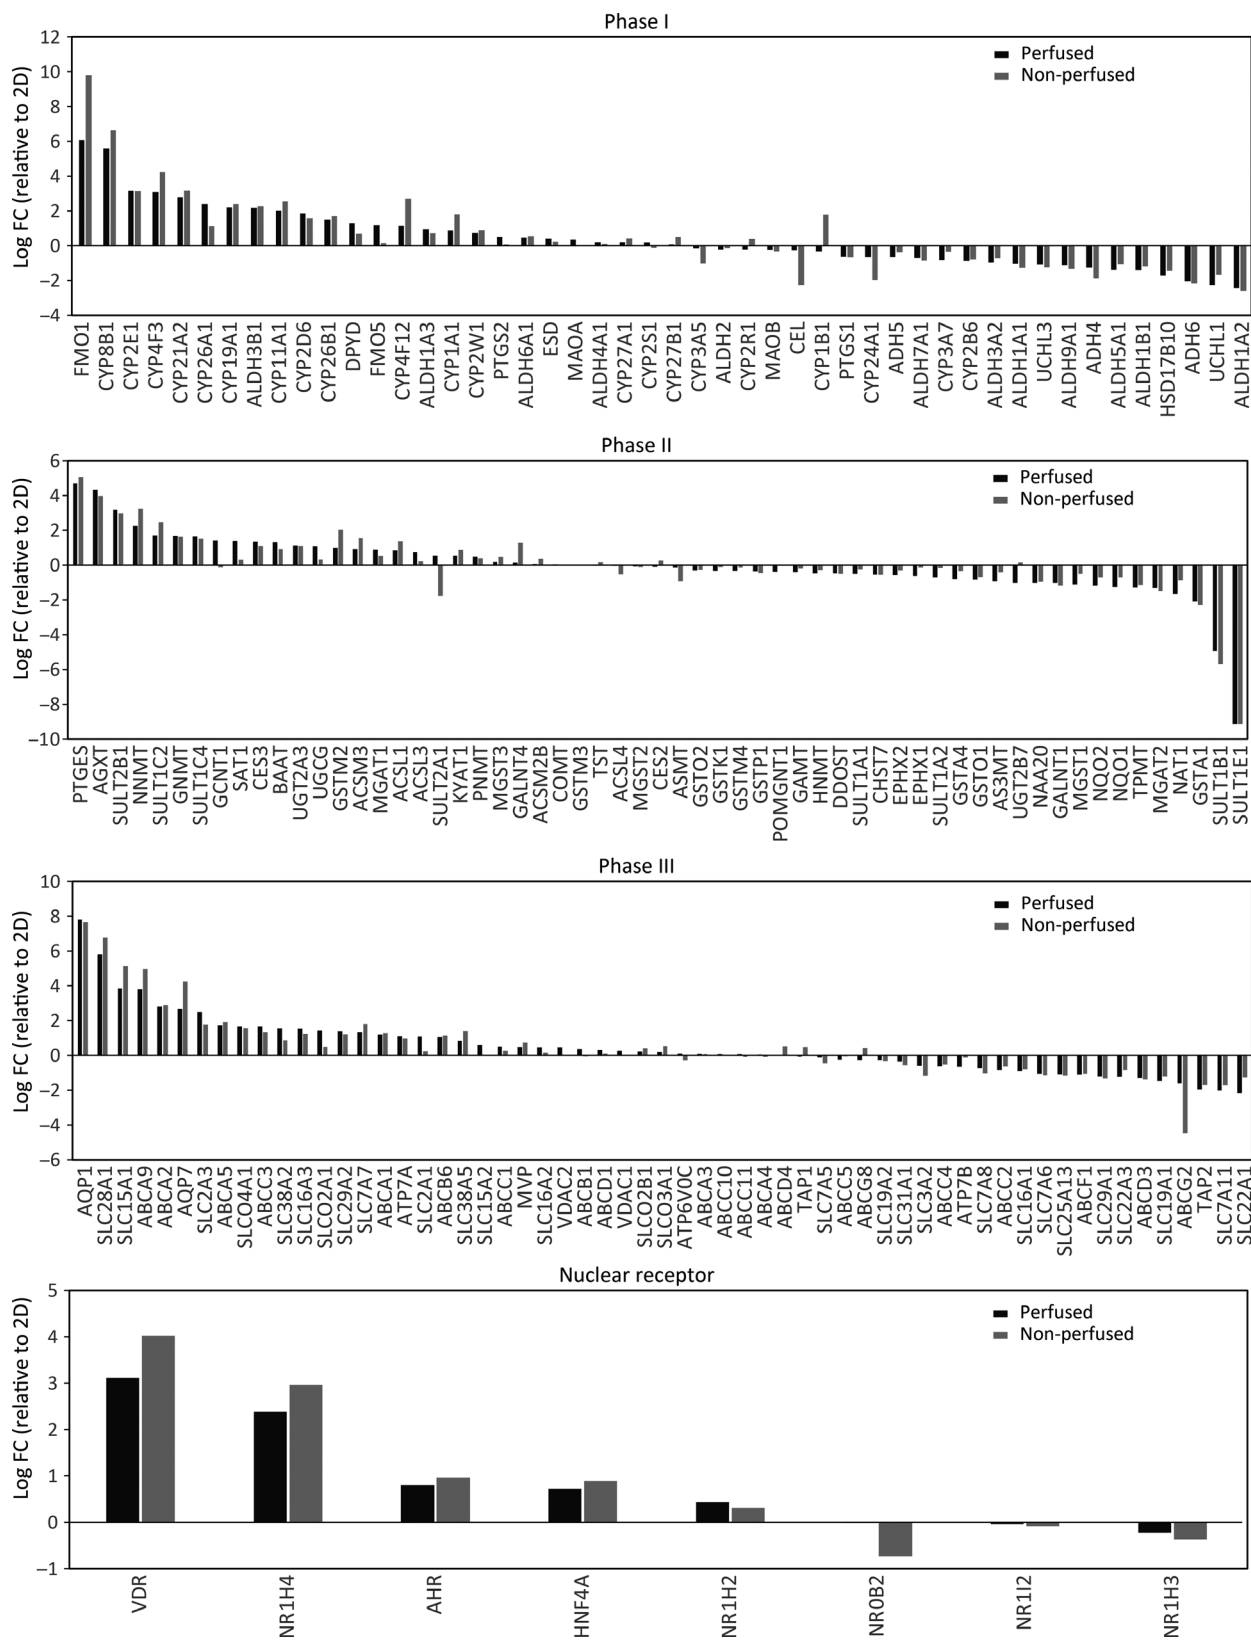 Phase I
Log FC (relative to 2D)
12
10
8
6
4
2
0
−2
−4
Perfused
Non-perfused
FMO1
CYP8B1
CYP2E1
CYP4F3
CYP21A2
CYP26A1
CYP19A1
ALDH3B1
CYP11A1
CYP2D6
CYP26B1
DPYD
FMO5
CYP4F12
ALDH1A3
CYP1A1
CYP2W1
PTGS2
ALDH6A1
ESD
MAOA
ALDH4A1
CYP27A1
CYP2S1
CYP27B1
CYP3A5
ALDH2
CYP2R1
MAOB
CEL
CYP1B1
PTGS1
CYP24A1
ADH5
ALDH7A1
CYP3A7
CYP2B6
ALDH3A2
ALDH1A1
UCHL3
ALDH9A1
ADH4
ALDH5A1
ALDH1B1
HSD17B10
ADH6
UCHL1
ALDH1A2
Phase II
Log FC (relative to 2D)
6
4
2
0
−2
−4
−6
−8
−10
Perfused
Non-perfused
PTGES
AGXT
SULT2B1
NNMT
SULT1C2
GNMT
SULT1C4
GCNT1
SAT1
CES3
BAAT
UGT2A3
UGCG
GSTM2
ACSM3
MGAT1
ACSL1
ACSL3
SULT2A1
KYAT1
PNMT
MGST3
GALNT4
ACSM2B
COMT
GSTM3
TST
ACSL4
MGST2
CES2
ASMT
GSTO2
GSTK1
GSTM4
GSTP1
POMGNT1
GAMT
HNMT
DDOST
SULT1A1
CHST7
EPHX2
EPHX1
SULT1A2
GSTA4
GSTO1
AS3MT
UGT2B7
NAA20
GALNT1
MGST1
NQO2
NQO1
TPMT
MGAT2
NAT1
GSTA1
SULT1B1
SULT1E1
Phase III
Log FC (relative to 2D)
10
8
6
4
2
0
−2
−4
−6
Perfused
Non-perfused
AQP1
SLC28A1
SLC15A1
ABCA9
ABCA2
AQP7
SLC2A3
ABCA5
SLCO4A1
ABCC3
SLC38A2
SLC16A3
SLCO2A1
SLC29A2
SLC7A7
ABCA1
ATP7A
SLC2A1
ABCB6
SLC38A5
SLC15A2
ABCC1
MVP
SLC16A2
VDAC2
ABCB1
ABCD1
VDAC1
SLCO2B1
SLCO3A1
ATP6V0C
ABCA3
ABCC10
ABCC11
ABCA4
ABCD4
TAP1
SLC7A5
ABCC5
ABCG8
SLC19A2
SLC31A1
SLC3A2
ABCC4
ATP7B
SLC7A8
ABCC2
SLC16A1
SLC7A6
SLC25A13
ABCF1
SLC29A1
SLC22A3
ABCD3
SLC19A1
ABCG2
TAP2
SLC7A11
SLC22A1
Nuclear receptor
Log FC (relative to 2D)
5
4
3
2
1
0
−1
Perfused
Non-perfused
VDR
NR1H4
AHR
HNF4A
NR1H2
NR0B2
NR1I2
NR1H3